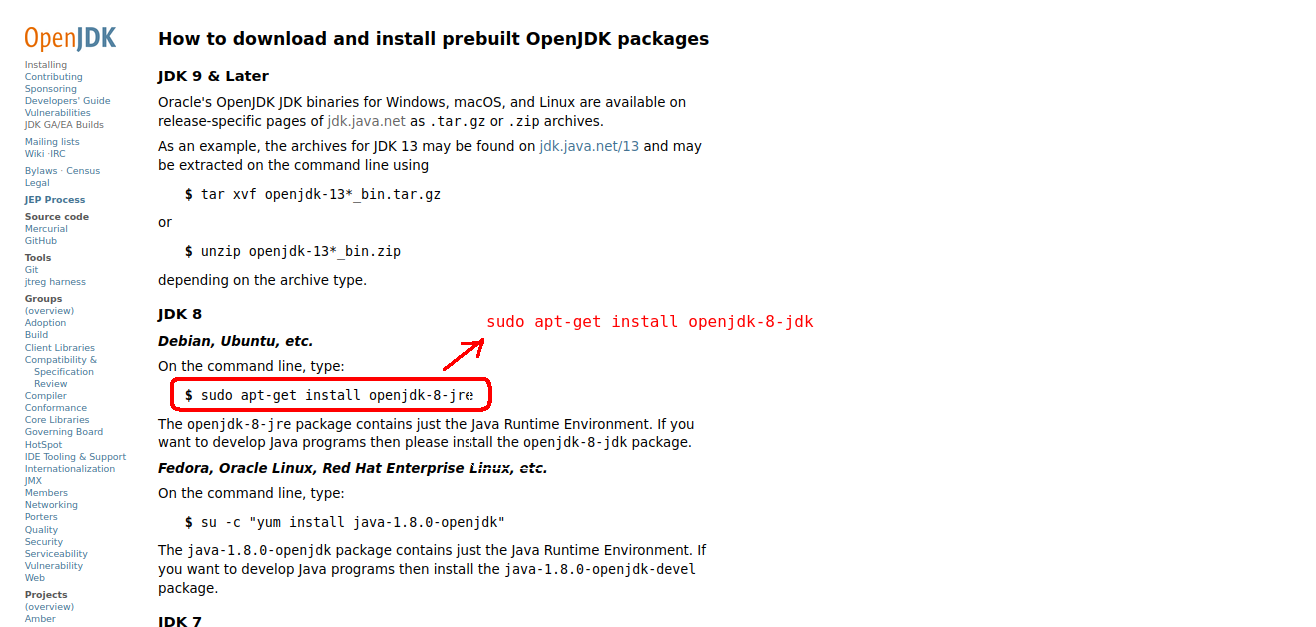 OpenJDK
Installing
Contributing
Sponsoring
Developers' Guide
Vulnerabilities
JDK GA/EA Builds
Mailing lists
Wiki · IRC
Bylaws · Census
Legal
JEP Process
Source code
Mercurial
GitHub
Tools
Git
jtreg harness
Groups
(overview)
Adoption
Build
Client Libraries
Compatibility &
Specification
Review
Compiler
Conformance
Core Libraries
Governing Board
HotSpot
IDE Tooling & Support
Internationalization
JMX
Members
Networking
Porters
Quality
Security
Serviceability
Vulnerability
Web
Projects
(overview)
Amber
How to download and install prebuilt OpenJDK packages
JDK 9 & Later
Oracle's OpenJDK JDK binaries for Windows, macOS, and Linux are available on
release-specific pages of jdk.java.net as .tar.gz or .zip archives.
As an example, the archives for JDK 13 may be found on jdk.java.net/13 and may
be extracted on the command line using
$ tar xvf openjdk-13*_bin.tar.gz
or
$ unzip openjdk-13*_bin.zip
depending on the archive type.
JDK 8
sudo apt-get install openjdk-8-jdk
Debian, Ubuntu, etc.
On the command line, type:
$ sudo apt-get install openjdk-8-jre
The openjdk-8-jre package contains just the Java Runtime Environment. If you
want to develop Java programs then please install the openjdk-8-jdk package.
Fedora, Oracle Linux, Red Hat Enterprise Linux, etc.
On the command line, type:
$ su -c "yum install java-1.8.0-openjdk"
The java-1.8.0-openjdk package contains just the Java Runtime Environment. If
you want to develop Java programs then install the java-1.8.0-openjdk-devel
package.
JDK 7